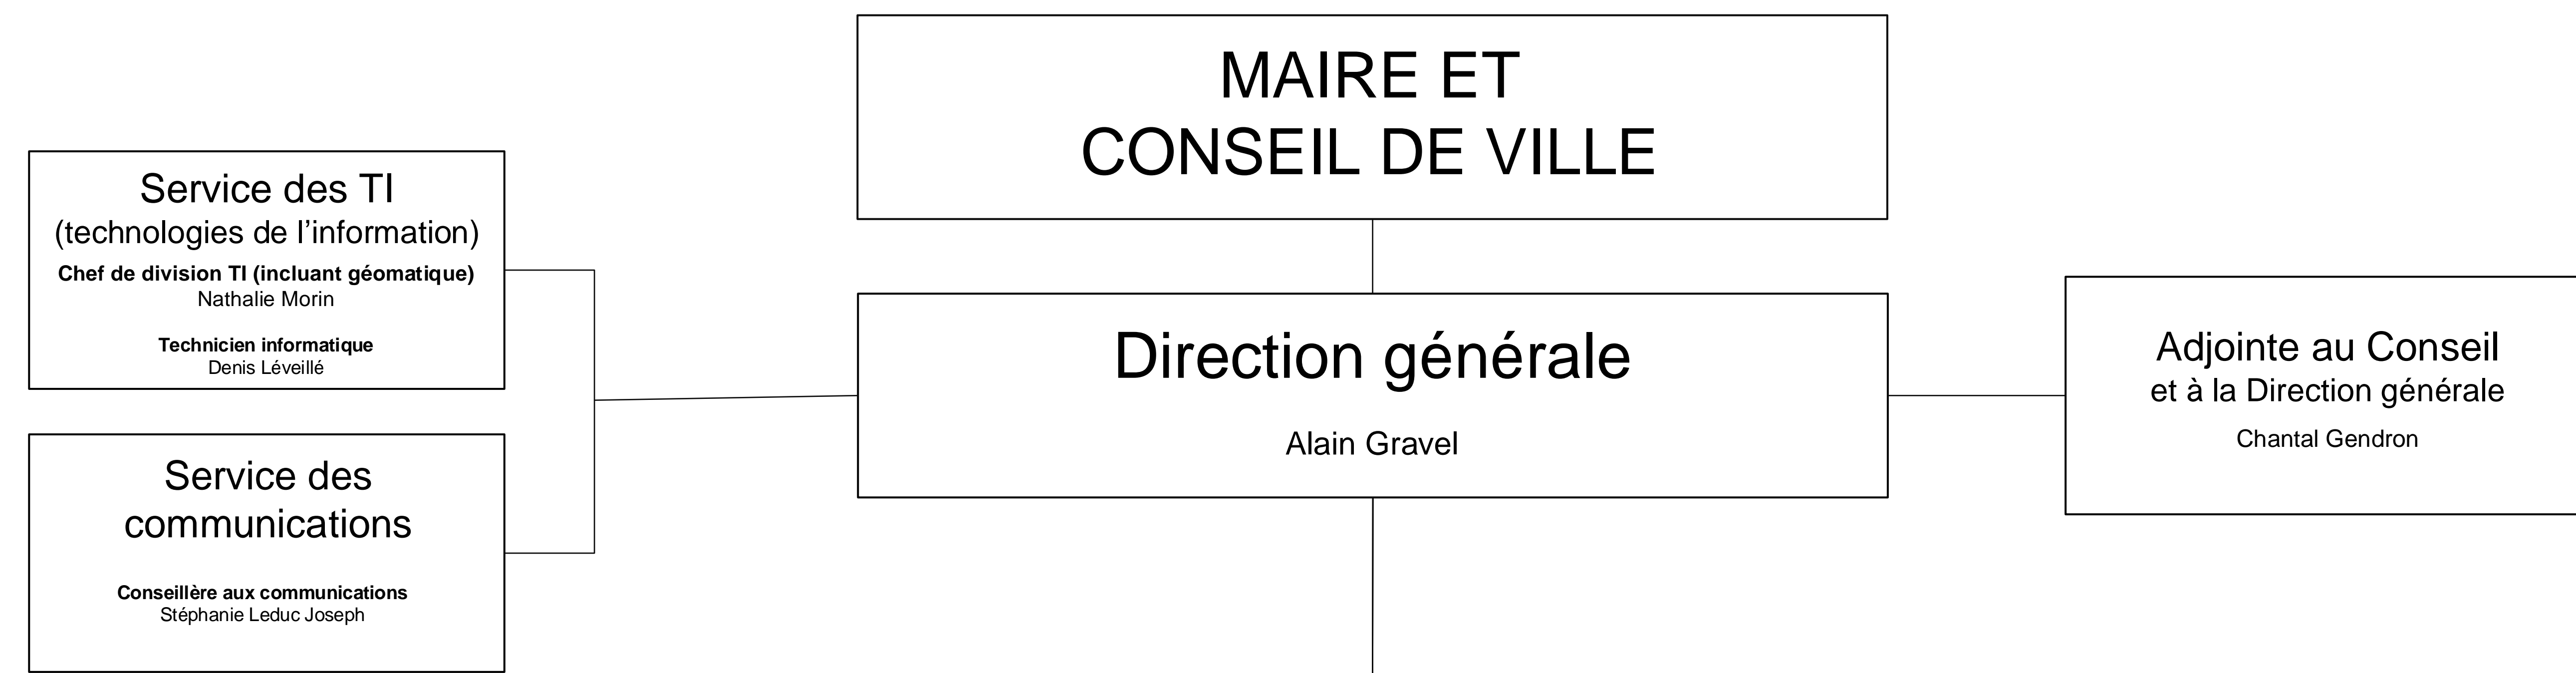 MAIRE ET
CONSEIL DE VILLE
Service des TI
(technologies de l’information)
Chef de division TI (incluant géomatique)
Nathalie Morin
Technicien informatique
Denis Léveillé
Direction générale
Alain Gravel
Adjointe au Conseil
et à la Direction générale
Chantal Gendron
Service des
communications
Conseillère aux communications
Stéphanie Leduc Joseph